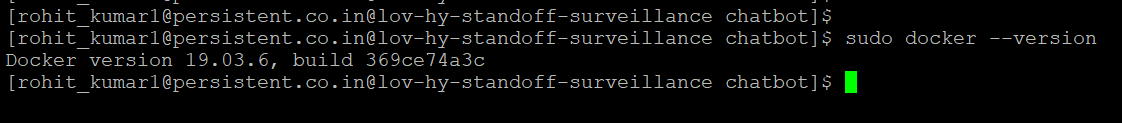 [rohit_kumar1@persistent.co.in@lov-hy-standoff-surveillance chatbot]$
[rohit_kumar1@persistent.co.in@lov-hy-standoff-surveillance chatbot]$ sudo docker --version
Docker version 19.03.6, build 369ce74a3c
[rohit_kumar1@persistent.co.in@lov-hy-standoff-surveillance chatbot]$